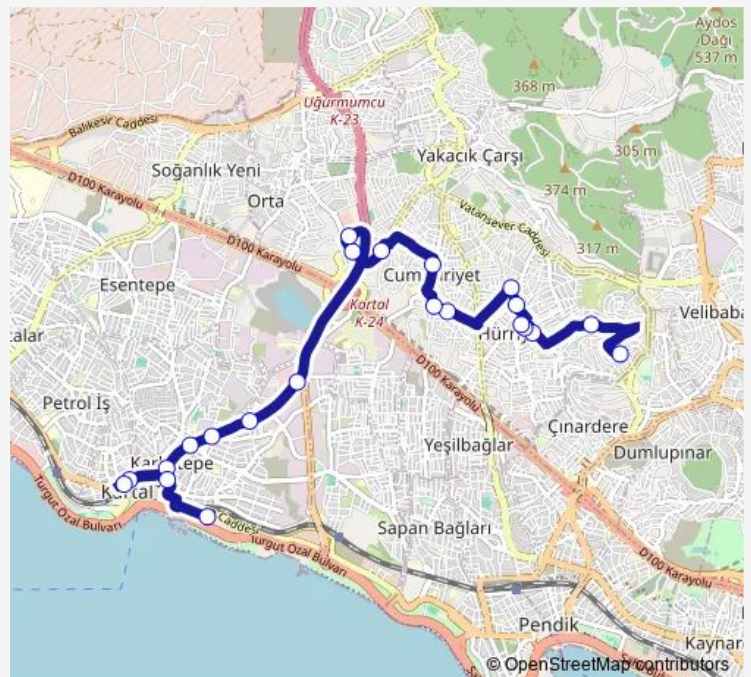 Aydos
Dağı
537 m
368 m
Uğurmumcu
K-23
Balıkesir Caddesi
305 m
Yakacık Çarşı
Soğanlık Yeni
374 m
D100 Karayolu
Orta
Vatansever Caddesi
317 m
D100 Karayolu
Esentepe
Kartal
K-24
Velibaba
D100 Karayolu
Petrol İş
Çınardere
Yeşilbağlar
Dumlupınar
Kartal
Turgut Özal Bulvarı
Caddesi
Turgut Özal Bulvarı
Sapan Bağları
D100 Karayolu
Pendik
Kaynar
© OpenStreetMap contributors